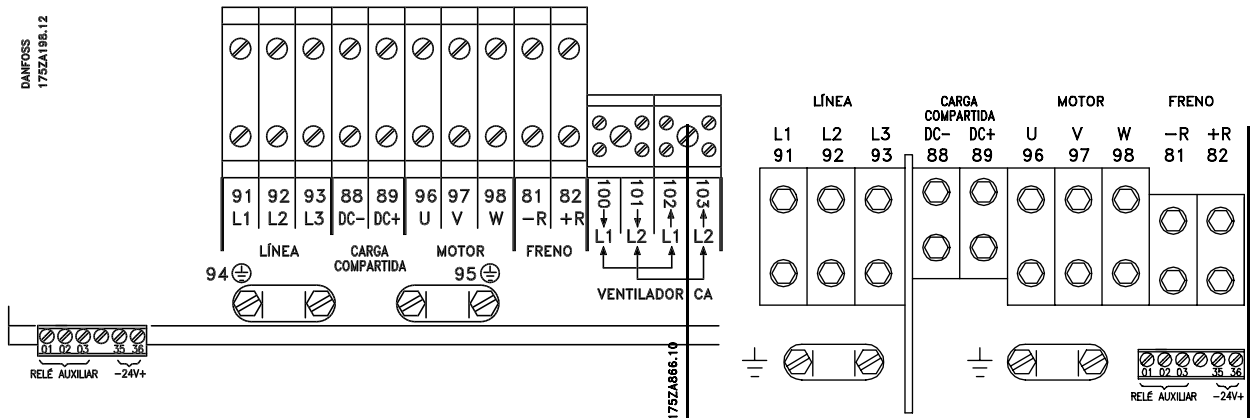 DANFOSS
175ZA198.12
91 92 93 88 89 96 97 98 81 82
L1 L2 L3 DC- DC+ U V W -R +R
100 101 102 103
L1 L2 L1 L2
LÍNEA
CARGA
COMPARTIDA
MOTOR
FRENO
94
95
VENTILADOR CA
01 02 03 35 36
RELÉ AUXILIAR -24V+
175ZA866.10
LÍNEA
CARGA
COMPARTIDA
MOTOR
FRENO
L1 L2 L3 DC- DC+ U V W -R +R
91 92 93 88 89 96 97 98 81 82
01 02 03 35 36
RELÉ AUXILIAR -24V+